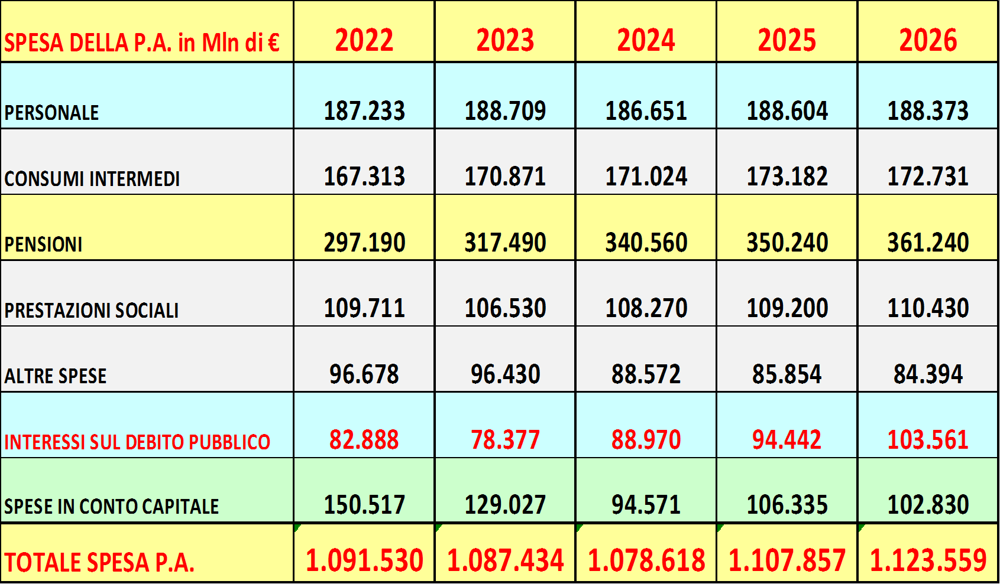 SPESA DELLA P.A. in Mln di € 2022 2023 2024 2025 2026
PERSONALE 187.233 188.709 186.651 188.604 188.373
CONSUMI INTERMEDI 167.313 170.871 171.024 173.182 172.731
PENSIONI 297.190 317.490 340.560 350.240 361.240
PRESTAZIONI SOCIALI 109.711 106.530 108.270 109.200 110.430
ALTRE SPESE 96.678 96.430 88.572 85.854 84.394
INTERESSI SUL DEBITO PUBBLICO 82.888 78.377 88.970 94.442 103.561
SPESE IN CONTO CAPITALE 150.517 129.027 94.571 106.335 102.830
TOTALE SPESA P.A. 1.091.530 1.087.434 1.078.618 1.107.857 1.123.559